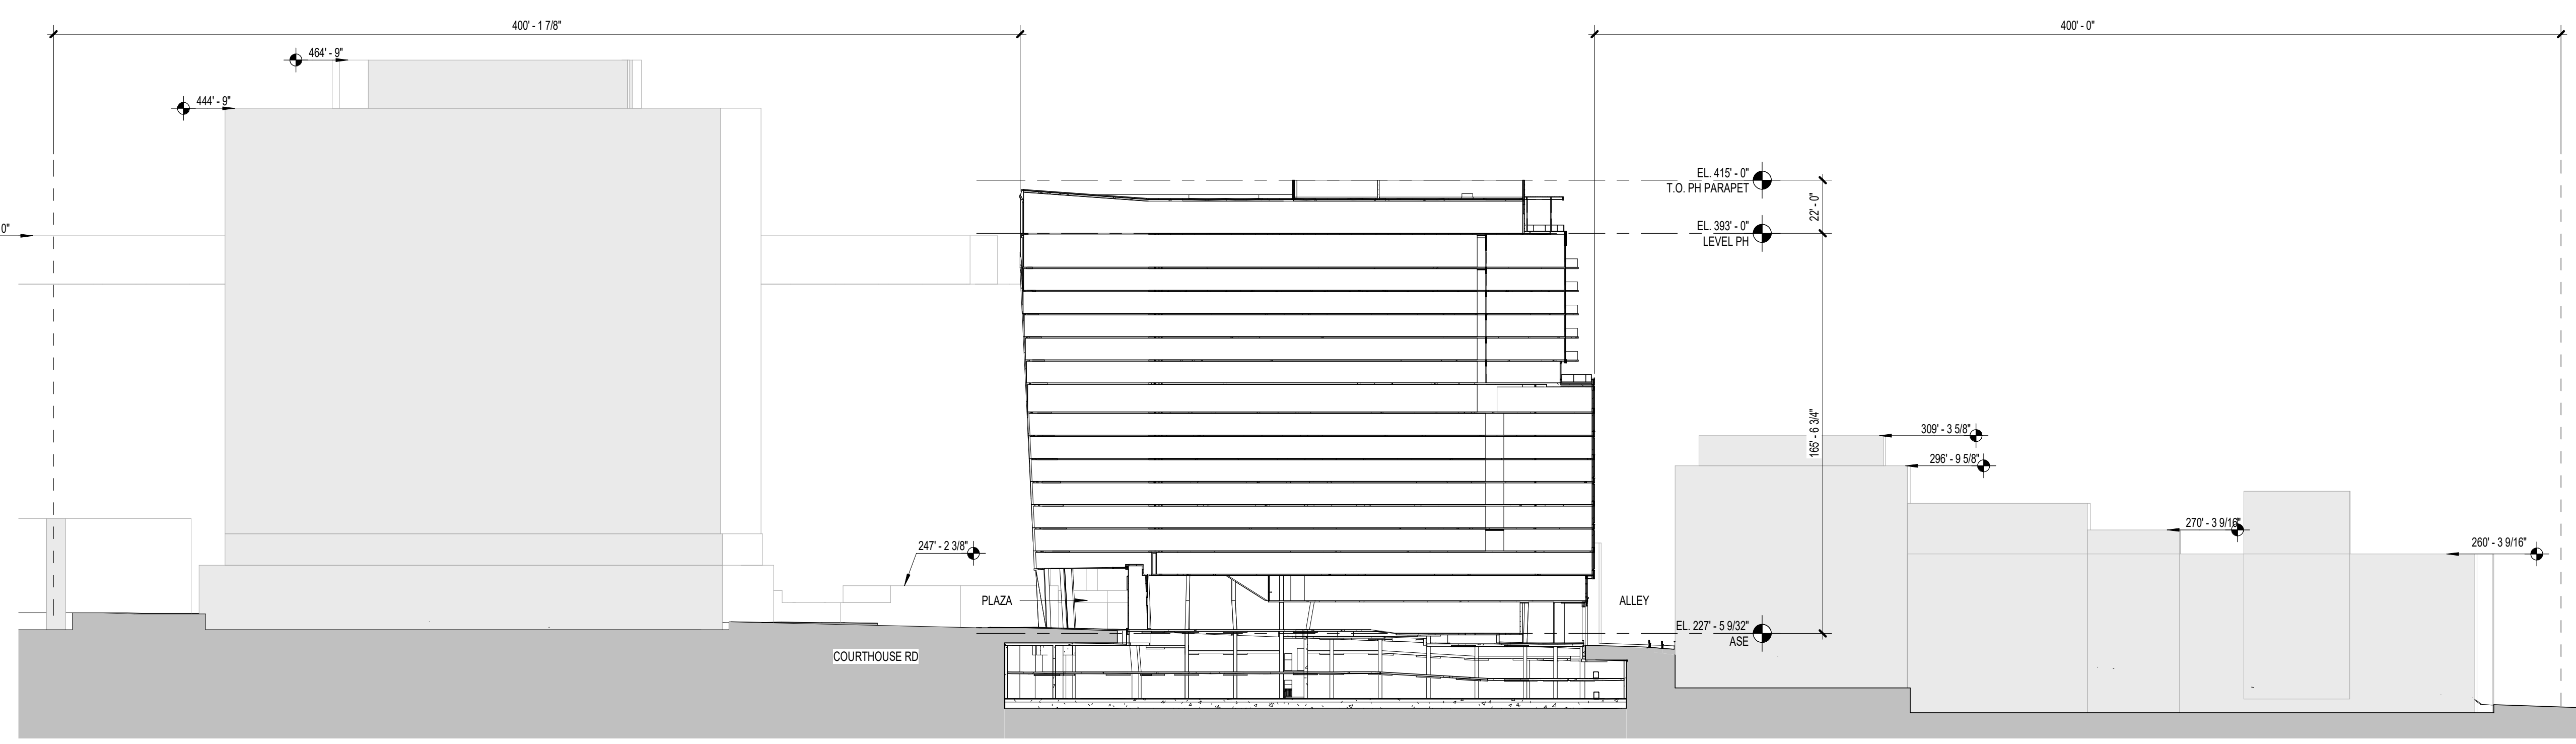 400' - 1 7/8"
400' - 0"
464' - 9"
444' - 9"
0"
EL. 415' - 0"
T.O. PH PARAPET
22' - 0"
EL. 393' - 0"
LEVEL PH
165' - 6 3/4"
309' - 3 5/8"
296' - 9 5/8"
270' - 3 9/16"
260' - 3 9/16"
247' - 2 3/8"
PLAZA
ALLEY
EL. 227' - 5 9/32"
ASE
COURTHOUSE RD